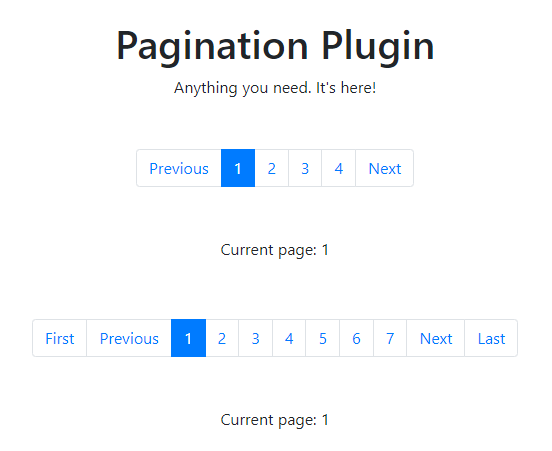 Pagination Plugin
Anything you need. It's here!
Previous 1 2 3 4 Next
Current page: 1
First Previous 1 2 3 4 5 6 7 Next Last
Current page: 1